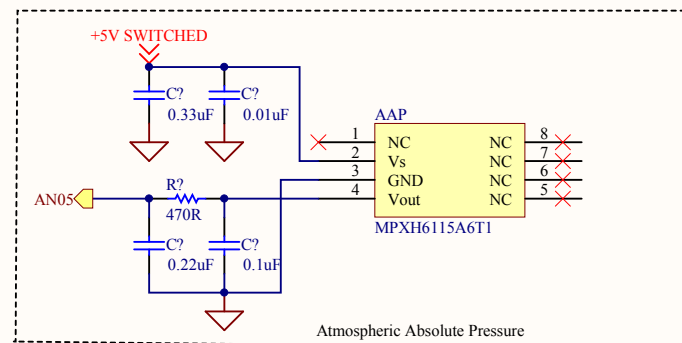 +5V SWITCHED
C?
0.33uF
C?
0.01uF
AAP
1 NC NC 8
2 Vs NC 7
3 GND NC 6
4 Vout NC 5
MPXH6115A6T1
AN05
R?
470R
C?
0.22uF
C?
0.1uF
Atmospheric Absolute Pressure